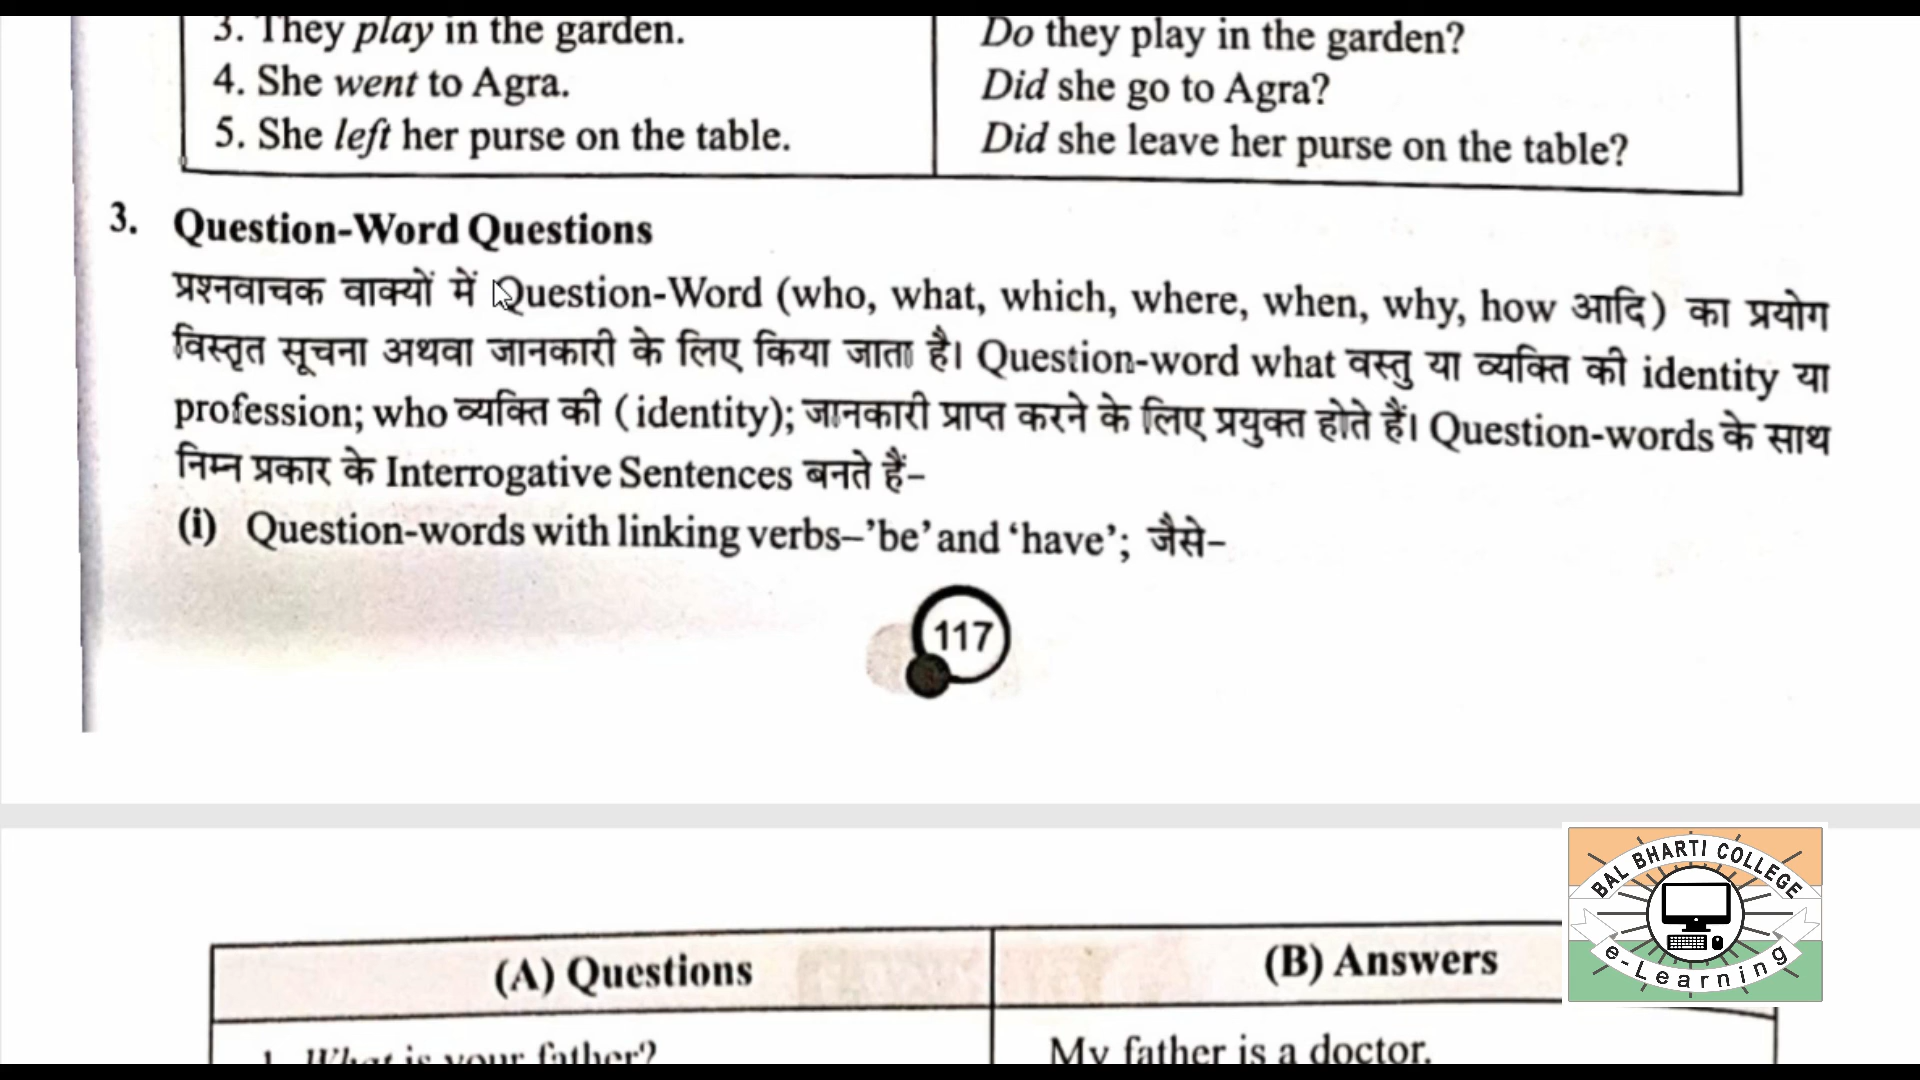 3. They play in the garden.
Do they play in the garden?
4. She went to Agra.
Did she go to Agra?
5. She left her purse on the table.
Did she leave her purse on the table?
3. Question-Word Questions
प्रश्नवाचक वाक्यों में Question-Word (who, what, which, where, when, why, how आदि) का प्रयोग
विस्तृत सूचना अथवा जानकारी के लिए किया जाता है। Question-word what वस्तु या व्यक्ति की identity या
profession; who व्यक्ति की (identity); जानकारी प्राप्त करने के लिए प्रयुक्त होते हैं। Question-words के साथ
निम्न प्रकार के Interrogative Sentences बनते हैं–
(i) Question-words with linking verbs–’be’ and ‘have’; जैसे–
117
BAL BHARTI COLLEGE
e-Learning
(A) Questions
(B) Answers
1. What is your father?
My father is a doctor.